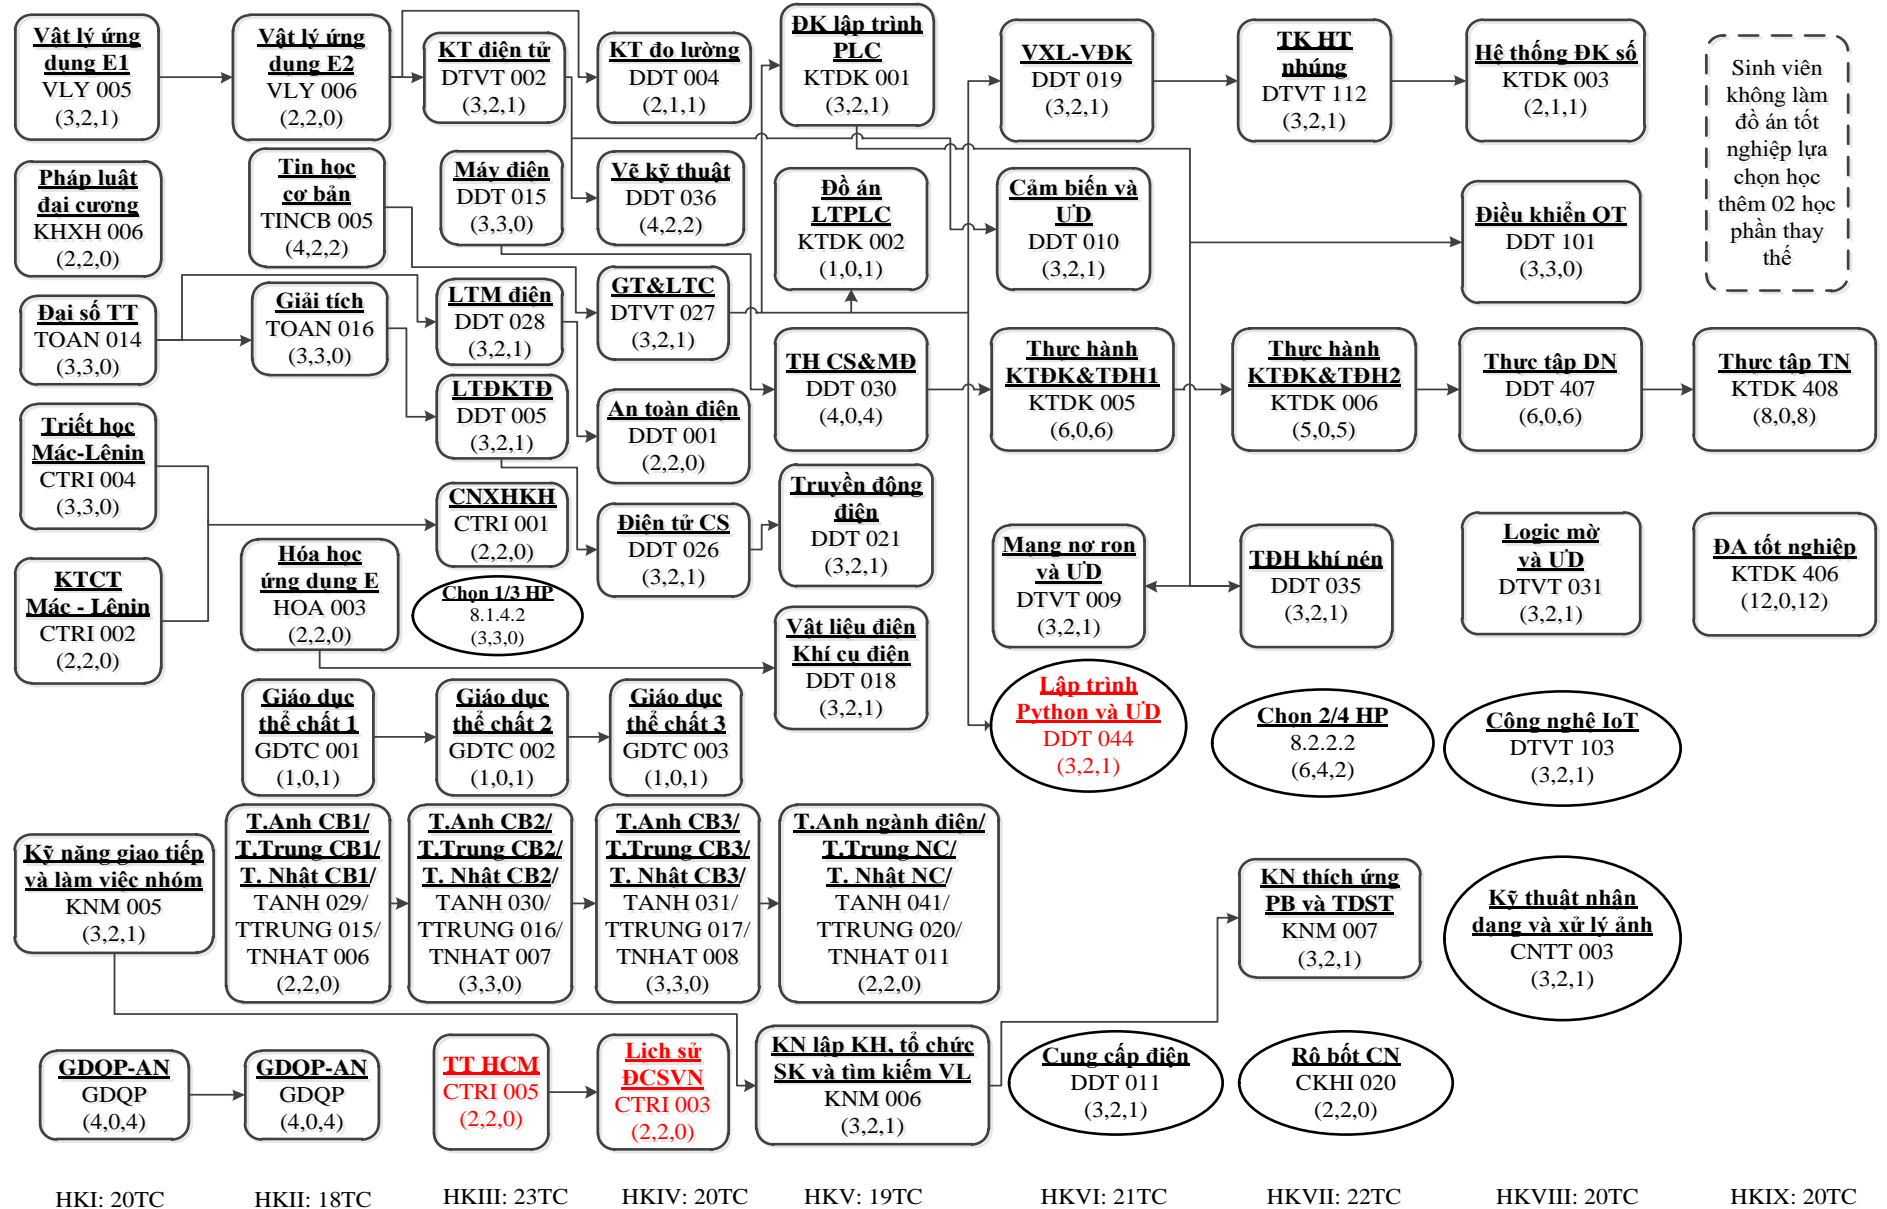 Vật lý ứng
dụng E1
VLY 005
(3,2,1)
Vật lý ứng
dụng E2
VLY 006
(2,2,0)
KT điện tử
DTVT 002
(3,2,1)
KT đo lường
DDT 004
(2,1,1)
ĐK lập trình
PLC
KTDK 001
(3,2,1)
VXL-VĐK
DDT 019
(3,2,1)
TK HT
nhúng
DTVT 112
(3,2,1)
Hệ thống ĐK số
KTDK 003
(2,1,1)
Sinh viên
không làm
đồ án tốt
nghiệp lựa
chọn học
thêm 02 học
phần thay
thế
Pháp luật
đại cương
KHXH 006
(2,2,0)
Tin học
cơ bản
TINCB 005
(4,2,2)
Máy điện
DDT 015
(3,3,0)
Vẽ kỹ thuật
DDT 036
(4,2,2)
Đồ án
LTPLC
KTDK 002
(1,0,1)
Cảm biến và
ƯD
DDT 010
(3,2,1)
Điều khiển QT
DDT 101
(3,3,0)
Đại số TT
TOAN 014
(3,3,0)
Giải tích
TOAN 016
(3,3,0)
LTM điện
DDT 028
(3,2,1)
GT&LTC
DTVT 027
(3,2,1)
TH CS&MĐ
DDT 030
(4,0,4)
Thực hành
KTĐK&TĐH1
KTDK 005
(6,0,6)
Thực hành
KTĐK&TĐH2
KTDK 006
(5,0,5)
Thực tập DN
DDT 407
(6,0,6)
Thực tập TN
KTDK 408
(8,0,8)
Triết học
Mác-Lênin
CTRI 004
(3,3,0)
LTĐKTĐ
DDT 005
(3,2,1)
An toàn điện
DDT 001
(2,2,0)
CNXHKH
CTRI 001
(2,2,0)
Điện tử CS
DDT 026
(3,2,1)
Truyền động
điện
DDT 021
(3,2,1)
Mạng nơ ron
và ƯD
DTVT 009
(3,2,1)
TĐH khí nén
DDT 035
(3,2,1)
Logic mờ
và ƯD
DTVT 031
(3,2,1)
ĐA tốt nghiệp
KTDK 406
(12,0,12)
KTCT
Mác - Lênin
CTRI 002
(2,2,0)
Hóa học
ứng dụng E
HOA 003
(2,2,0)
Chọn 1/3 HP
8.1.4.2
(3,3,0)
Vật liệu điện
Khí cụ điện
DDT 018
(3,2,1)
Giáo dục
thể chất 1
GDTC 001
(1,0,1)
Giáo dục
thể chất 2
GDTC 002
(1,0,1)
Giáo dục
thể chất 3
GDTC 003
(1,0,1)
Lập trình
Python và ƯD
DDT 044
(3,2,1)
Chọn 2/4 HP
8.2.2.2
(6,4,2)
Công nghệ IoT
DTVT 103
(3,2,1)
Kỹ năng giao tiếp
và làm việc nhóm
KNM 005
(3,2,1)
T.Anh CB1/
T.Trung CB1/
T. Nhật CB1/
TANH 029/
TTRUNG 015/
TNHAT 006
(2,2,0)
T.Anh CB2/
T.Trung CB2/
T. Nhật CB2/
TANH 030/
TTRUNG 016/
TNHAT 007
(3,3,0)
T.Anh CB3/
T.Trung CB3/
T. Nhật CB3/
TANH 031/
TTRUNG 017/
TNHAT 008
(3,3,0)
T.Anh ngành điện/
T.Trung NC/
T. Nhật NC/
TANH 041/
TTRUNG 020/
TNHAT 011
(2,2,0)
KN thích ứng
PB và TDST
KNM 007
(3,2,1)
Kỹ thuật nhận
dạng và xử lý ảnh
CNTT 003
(3,2,1)
GDQP-AN
GDQP
(4,0,4)
GDQP-AN
GDQP
(4,0,4)
TT HCM
CTRI 005
(2,2,0)
Lịch sử
ĐCSVN
CTRI 003
(2,2,0)
KN lập KH, tổ chức
SK và tìm kiếm VL
KNM 006
(3,2,1)
Cung cấp điện
DDT 011
(3,2,1)
Rô bốt CN
CKHI 020
(2,2,0)
HKI: 20TC
HKII: 18TC
HKIII: 23TC
HKIV: 20TC
HKV: 19TC
HKVI: 21TC
HKVII: 22TC
HKVIII: 20TC
HKIX: 20TC